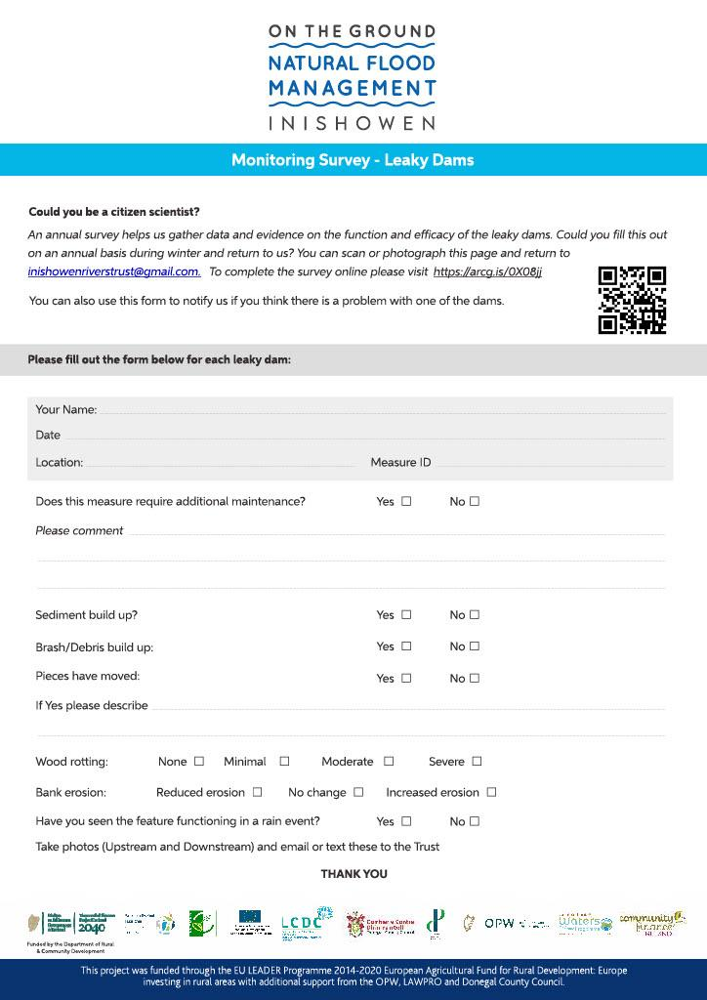 ON THE GROUND
NATURAL FLOOD
MANAGEMENT
INISHOWEN
Monitoring Survey - Leaky Dams
Could you be a citizen scientist?
An annual survey helps us gather data and evidence on the function and efficacy of the leaky dams. Could you fill this out
on an annual basis during winter and return to us? You can scan or photograph this page and return to
inishowenriverstrust@gmail.com. To complete the survey online please visit https://arcg.is/0X08jj
You can also use this form to notify us if you think there is a problem with one of the dams.
Please fill out the form below for each leaky dam:
Your Name:
Date
Location: Measure ID
Does this measure require additional maintenance? Yes ☐ No ☐
Please comment
Sediment build up? Yes ☐ No ☐
Brash/Debris build up: Yes ☐ No ☐
Pieces have moved: Yes ☐ No ☐
If Yes please describe
Wood rotting: None ☐ Minimal ☐ Moderate ☐ Severe ☐
Bank erosion: Reduced erosion ☐ No change ☐ Increased erosion ☐
Have you seen the feature functioning in a rain event? Yes ☐ No ☐
Take photos (Upstream and Downstream) and email or text these to the Trust
THANK YOU
2040
LCDC
Comhairle Contae
Dhún na nGall
OPW
Waters
community
finance
IRELAND
Funded by the Department of Rural
& Community Development
This project was funded through the EU LEADER Programme 2014-2020 European Agricultural Fund for Rural Development: Europe
investing in rural areas with additional support from the OPW, LAWPRO and Donegal County Council.